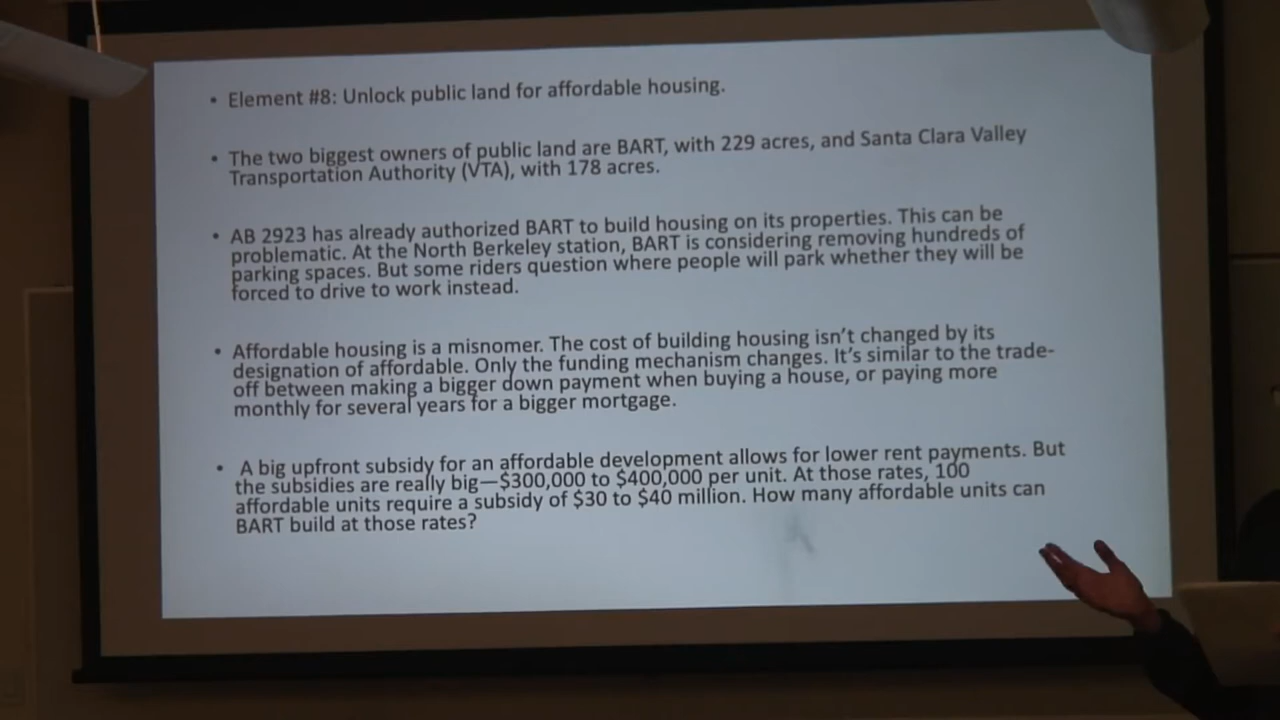 • Element #8: Unlock public land for affordable housing.
• The two biggest owners of public land are BART, with 229 acres, and Santa Clara Valley
Transportation Authority (VTA), with 178 acres.
• AB 2923 has already authorized BART to build housing on its properties. This can be
problematic. At the North Berkeley station, BART is considering removing hundreds of
parking spaces. But some riders question where people will park whether they will be
forced to drive to work instead.
• Affordable housing is a misnomer. The cost of building housing isn't changed by its
designation of affordable. Only the funding mechanism changes. It's similar to the trade-
off between making a bigger down payment when buying a house, or paying more
monthly for several years for a bigger mortgage.
• A big upfront subsidy for an affordable development allows for lower rent payments. But
the subsidies are really big—$300,000 to $400,000 per unit. At those rates, 100
affordable units require a subsidy of $30 to $40 million. How many affordable units can
BART build at those rates?